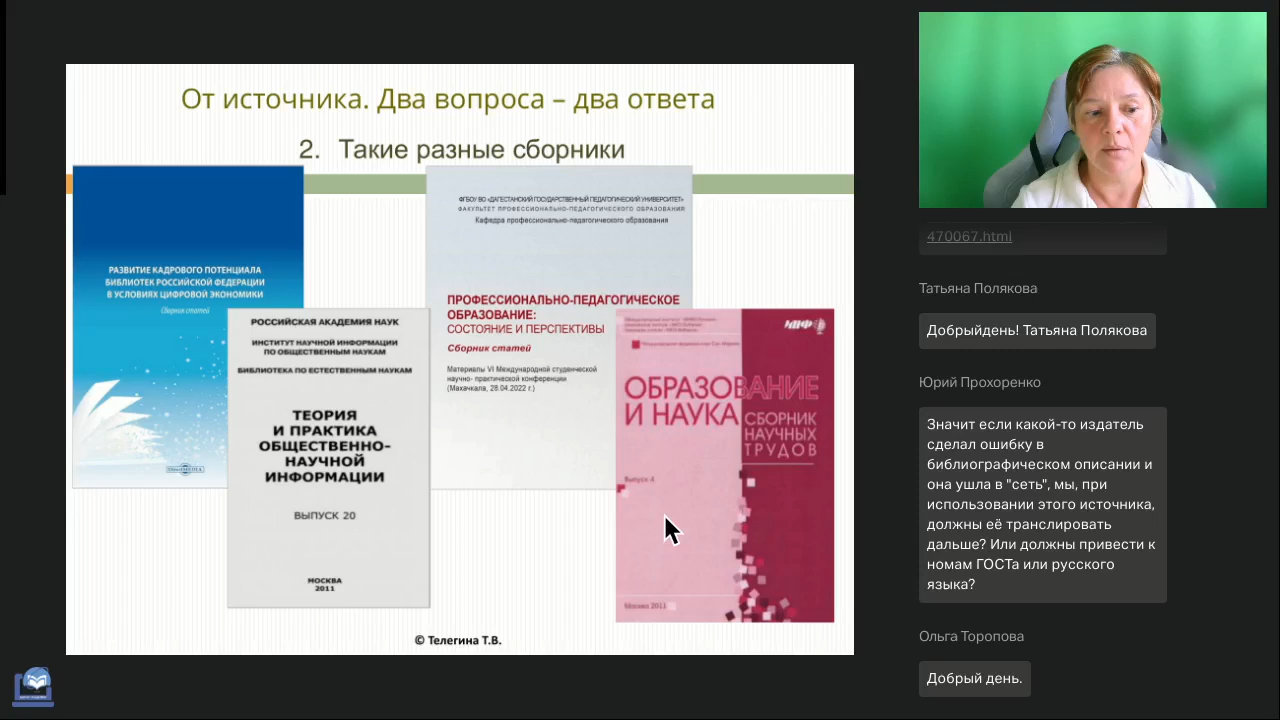 От источника. Два вопроса – два ответа
2. Такие разные сборники
РАЗВИТИЕ КАДРОВОГО ПОТЕНЦИАЛА
БИБЛИОТЕК РОССИЙСКОЙ ФЕДЕРАЦИИ
В УСЛОВИЯХ ЦИФРОВОЙ ЭКОНОМИКИ
Сборник статей
РОССИЙСКАЯ АКАДЕМИЯ НАУК
ИНСТИТУТ НАУЧНОЙ ИНФОРМАЦИИ
ПО ОБЩЕСТВЕННЫМ НАУКАМ
БИБЛИОТЕКА ПО ЕСТЕСТВЕННЫМ НАУКАМ
ТЕОРИЯ
И ПРАКТИКА
ОБЩЕСТВЕННО-
НАУЧНОЙ
ИНФОРМАЦИИ
ВЫПУСК 20
МОСКВА
2011
ФГБОУ ВО «ДАГЕСТАНСКИЙ ГОСУДАРСТВЕННЫЙ ПЕДАГОГИЧЕСКИЙ УНИВЕРСИТЕТ»
ФАКУЛЬТЕТ ПРОФЕССИОНАЛЬНО-ПЕДАГОГИЧЕСКОГО ОБРАЗОВАНИЯ
Кафедра профессионально-педагогического образования
ПРОФЕССИОНАЛЬНО-ПЕДАГОГИЧЕСКОЕ
ОБРАЗОВАНИЕ:
СОСТОЯНИЕ И ПЕРСПЕКТИВЫ
Сборник статей
Материалы VI Международной студенческой
научно- практической конференции
(Махачкала, 28.04.2022 г.)
ОБРАЗОВАНИЕ
И НАУКА
СБОРНИК
НАУЧНЫХ
ТРУДОВ
Выпуск 4
Москва 2011
© Телегина Т.В.
470067.html
Татьяна Полякова
Добрыйдень! Татьяна Полякова
Юрий Прохоренко
Значит если какой-то издатель
сделал ошибку в
библиографическом описании и
она ушла в "сеть", мы, при
использовании этого источника,
должны её транслировать
дальше? Или должны привести к
номам ГОСТа или русского
языка?
Ольга Торопова
Добрый день.